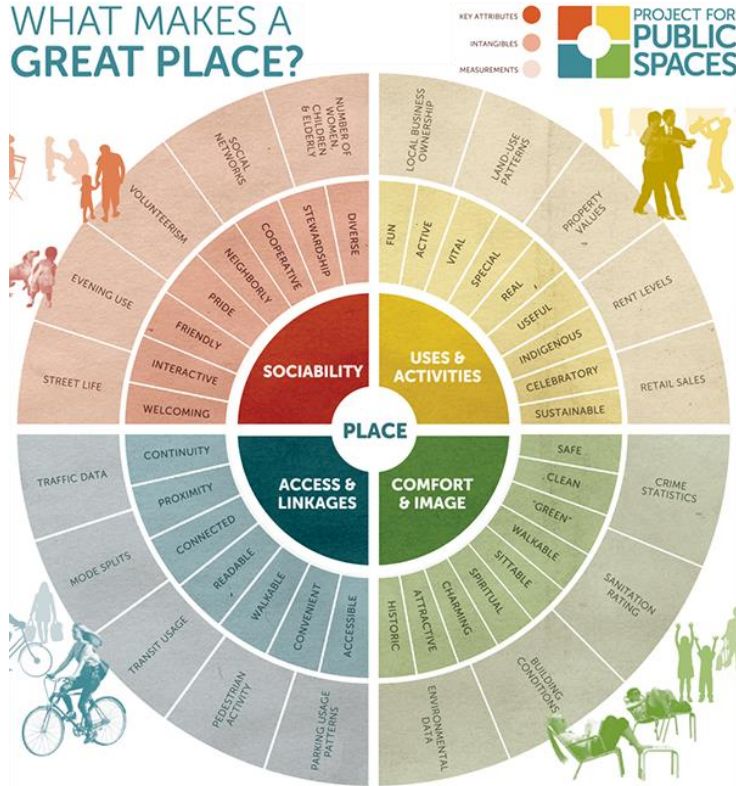 WHAT MAKES A
GREAT PLACE?
KEY ATTRIBUTES
INTANGIBLES
MEASUREMENTS
PROJECT FOR
PUBLIC
SPACES
PLACE
SOCIABILITY
USES &
ACTIVITIES
ACCESS &
LINKAGES
COMFORT
& IMAGE
DIVERSE
STEWARDSHIP
COOPERATIVE
NEIGHBORLY
PRIDE
FRIENDLY
INTERACTIVE
WELCOMING
NUMBER OF
WOMEN,
CHILDREN
& ELDERLY
SOCIAL
NETWORKS
VOLUNTEERISM
EVENING USE
STREET LIFE
FUN
ACTIVE
VITAL
SPECIAL
REAL
USEFUL
INDIGENOUS
CELEBRATORY
SUSTAINABLE
LOCAL BUSINESS
OWNERSHIP
LAND-USE
PATTERNS
PROPERTY
VALUES
RENT LEVELS
RETAIL SALES
CONTINUITY
PROXIMITY
CONNECTED
READABLE
WALKABLE
CONVENIENT
ACCESSIBLE
TRAFFIC DATA
MODE SPLITS
TRANSIT USAGE
PEDESTRIAN
ACTIVITY
PARKING USAGE
PATTERNS
SAFE
CLEAN
"GREEN"
WALKABLE
SITTABLE
SPIRITUAL
CHARMING
ATTRACTIVE
HISTORIC
CRIME
STATISTICS
SANITATION
RATING
BUILDING
CONDITIONS
ENVIRONMENTAL
DATA